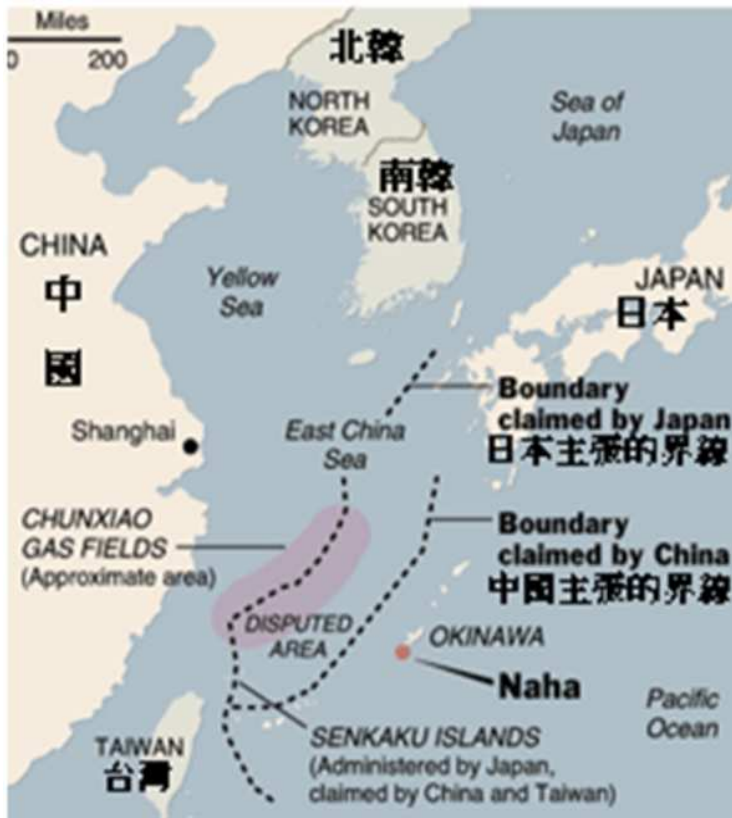 Miles
0 200
北韓
NORTH
KOREA
Sea of
Japan
南韓
SOUTH
KOREA
CHINA
中
國
Yellow
Sea
JAPAN
日本
Boundary
claimed by Japan
日本主張的界線
Shanghai
East China
Sea
CHUNXIAO
GAS FIELDS
(Approximate area)
Boundary
claimed by China
中國主張的界線
DISPUTED
AREA
OKINAWA
Naha
Pacific
Ocean
TAIWAN
台灣
SENKAKU ISLANDS
(Administered by Japan,
claimed by China and Taiwan)